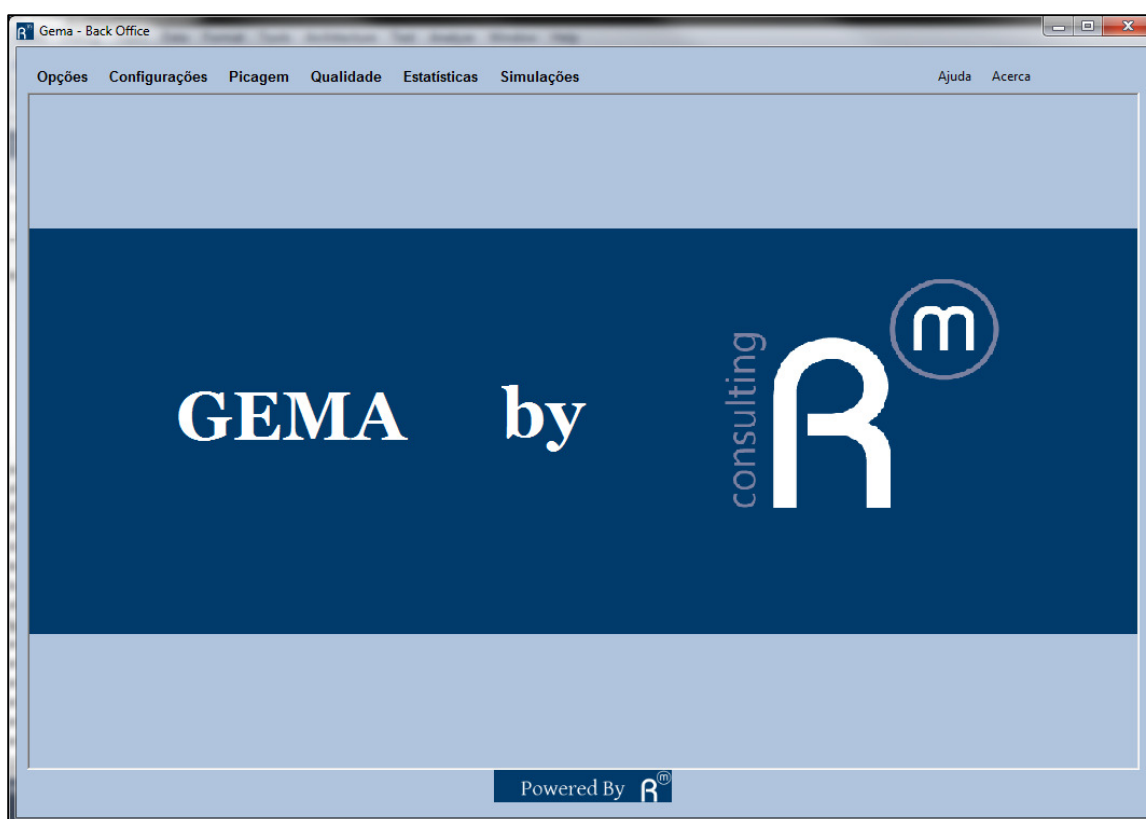 Gema - Back Office
Opções Configurações Picagem Qualidade Estatísticas Simulações Ajuda Acerca
GEMA by consulting R m
Powered By R m